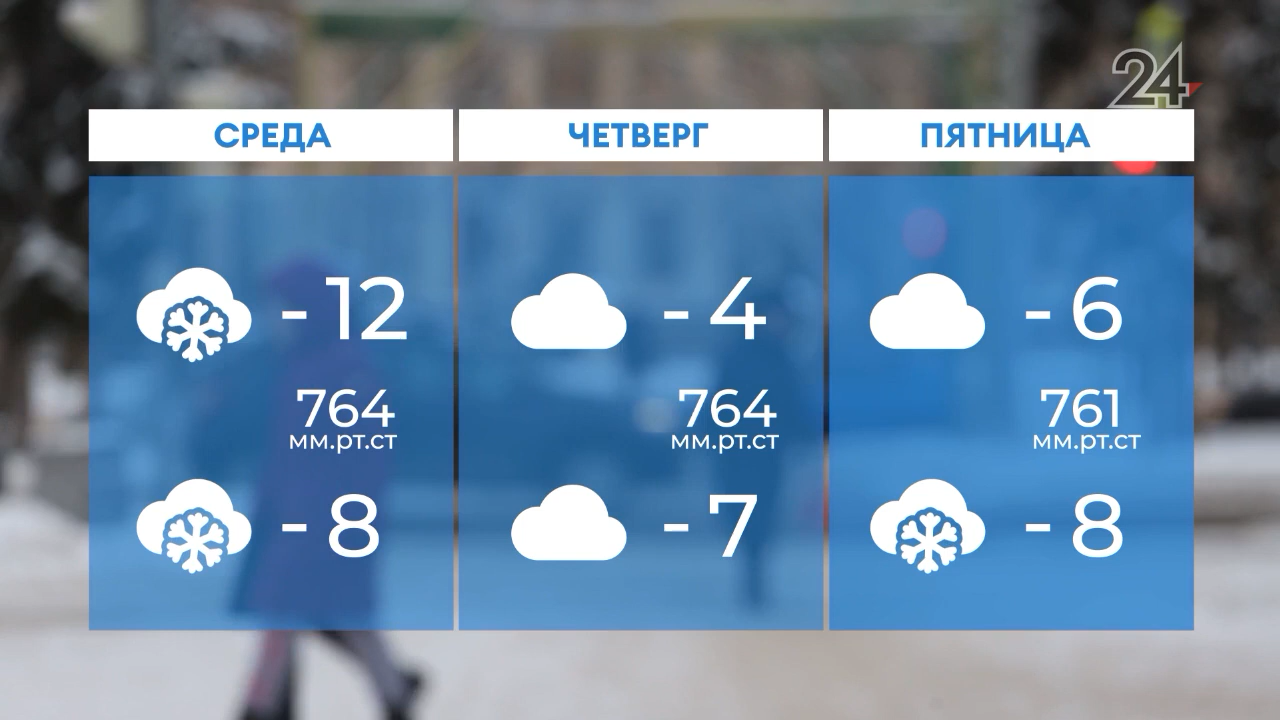 24
СРЕДА
ЧЕТВЕРГ
ПЯТНИЦА
- 12
764
мм.рт.ст
- 8
- 4
764
мм.рт.ст
- 7
- 6
761
мм.рт.ст
- 8